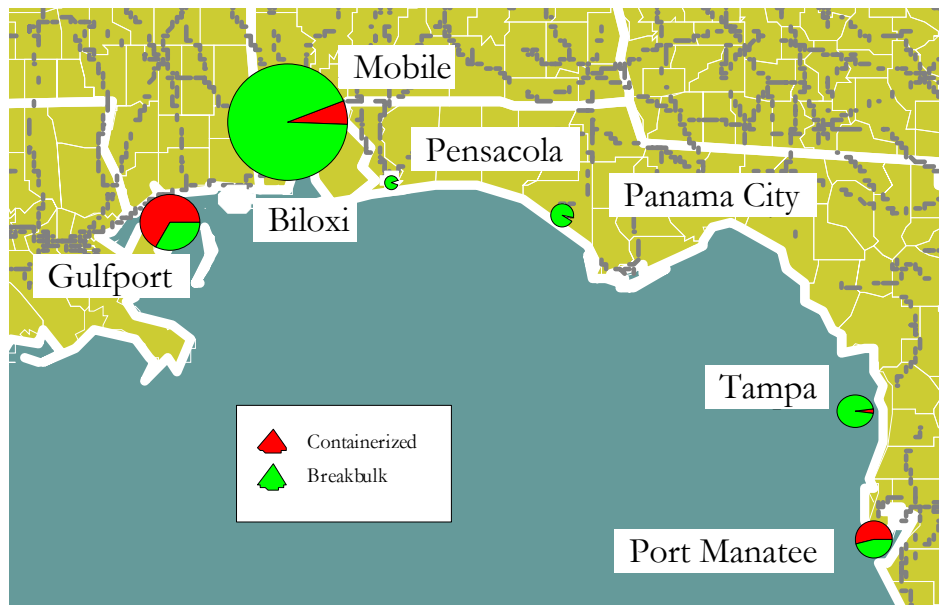 Mobile
Pensacola
Panama City
Biloxi
Gulfport
Tampa
Containerized
Breakbulk
Port Manatee